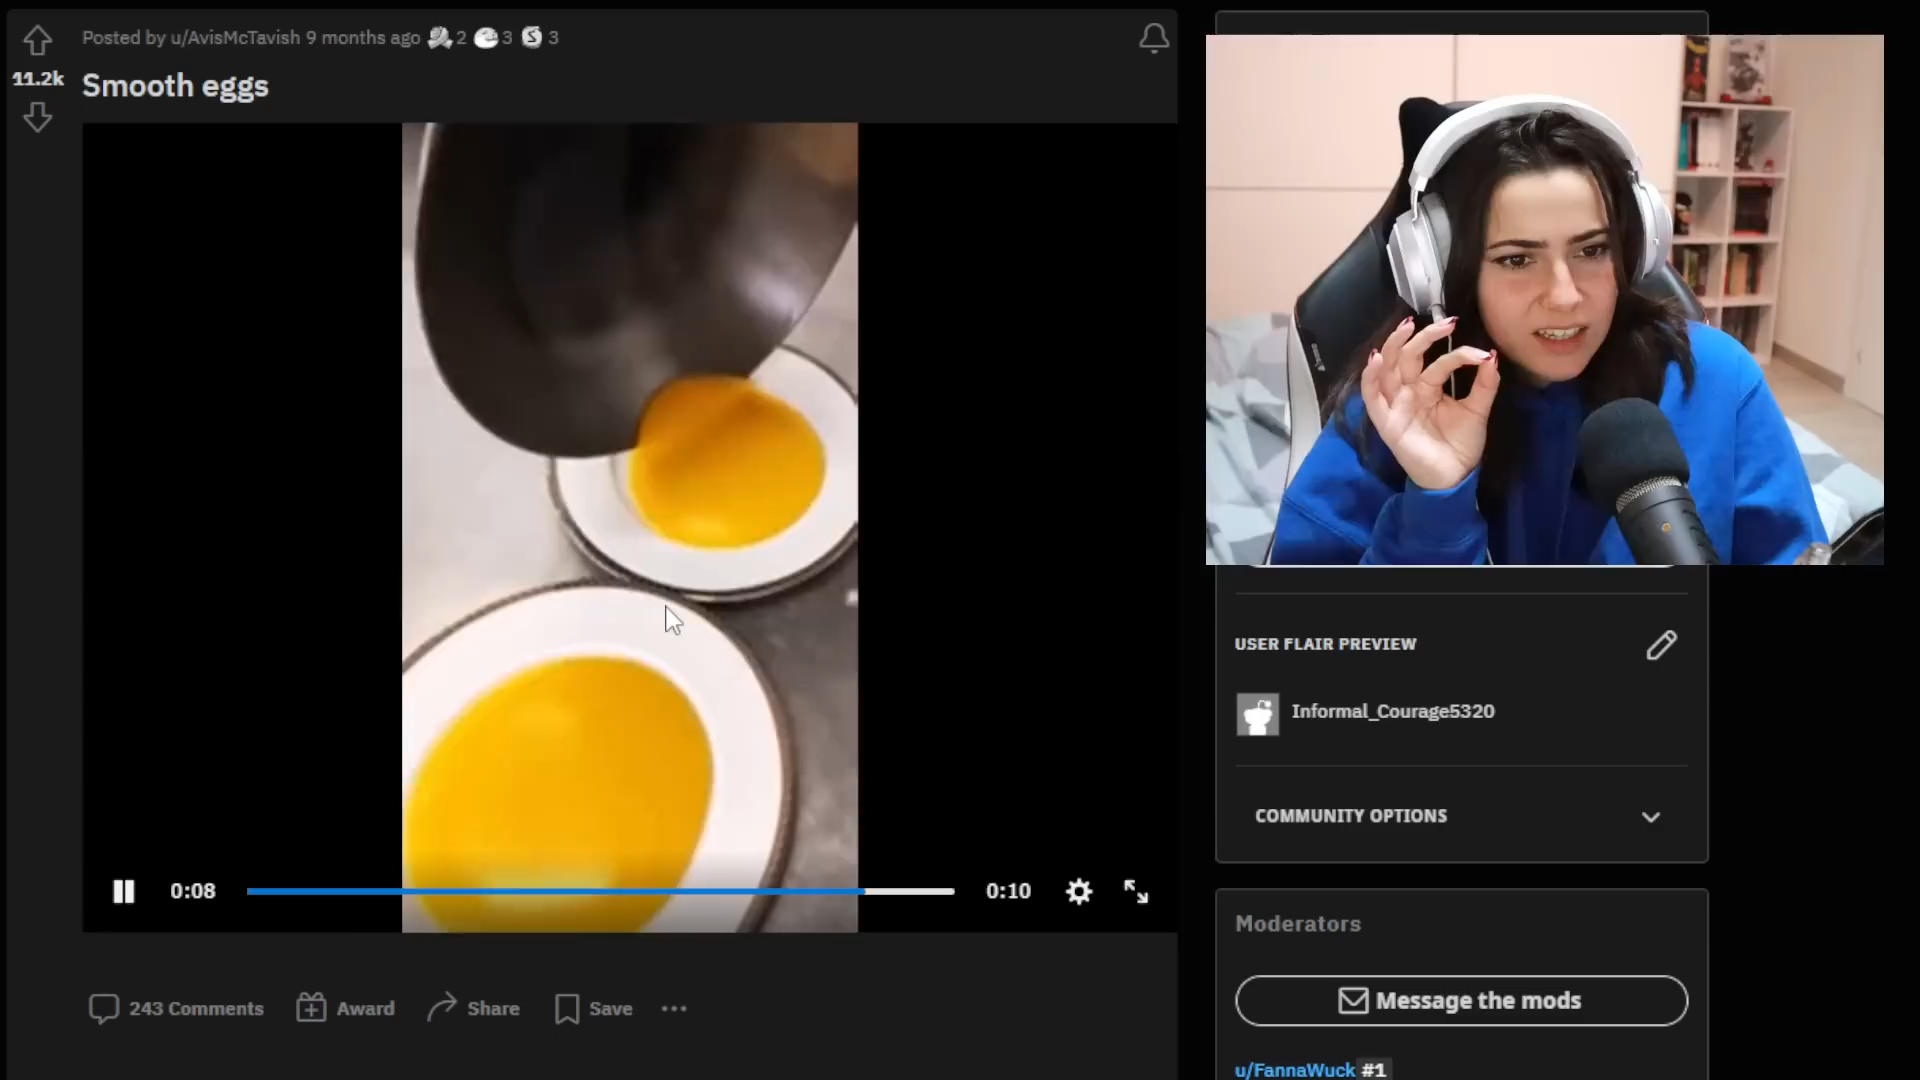 Posted by u/AvisMcTavish 9 months ago 2 3 3
11.2k
Smooth eggs
0:08
0:10
243 Comments
Award
Share
Save
USER FLAIR PREVIEW
Informal_Courage5320
COMMUNITY OPTIONS
Moderators
Message the mods
u/FannaWuck #1